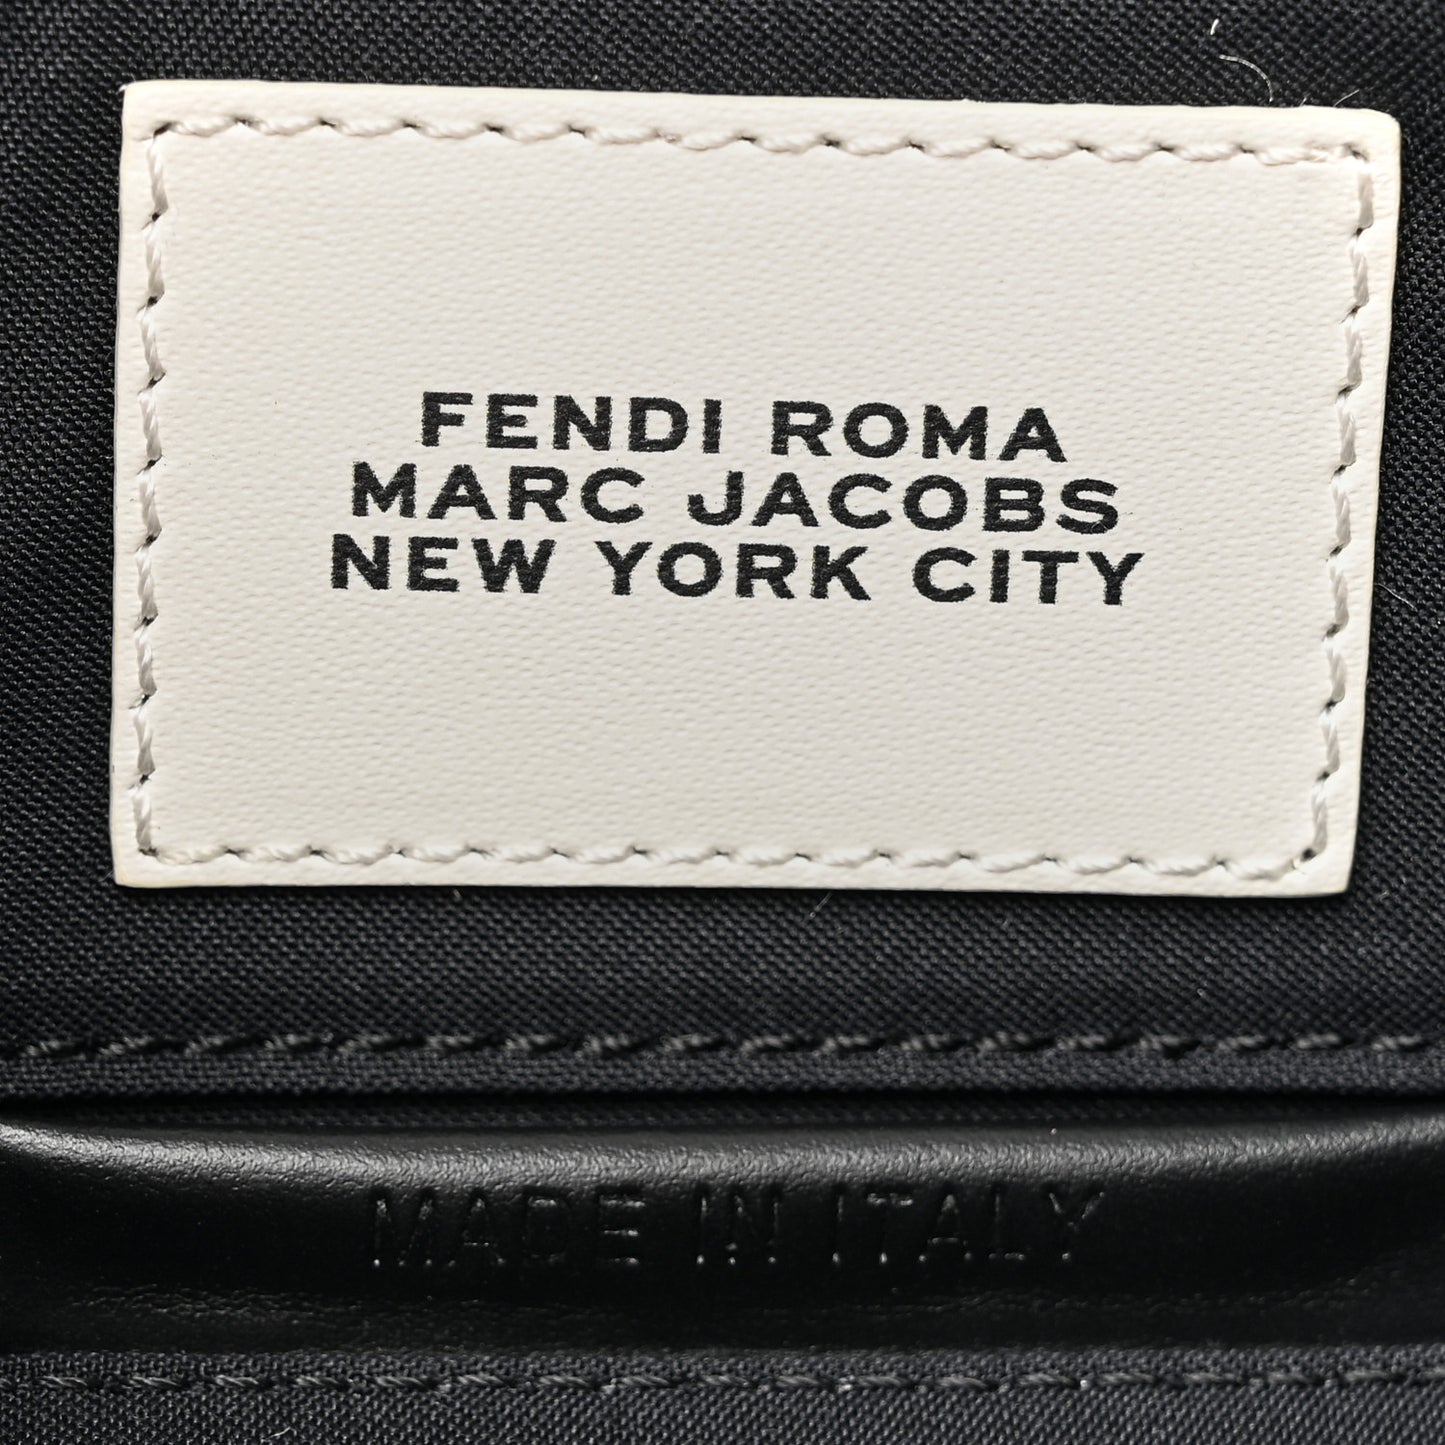 FENDI ROMA
MARC JACOBS
NEW YORK CITY
MADE IN ITALY